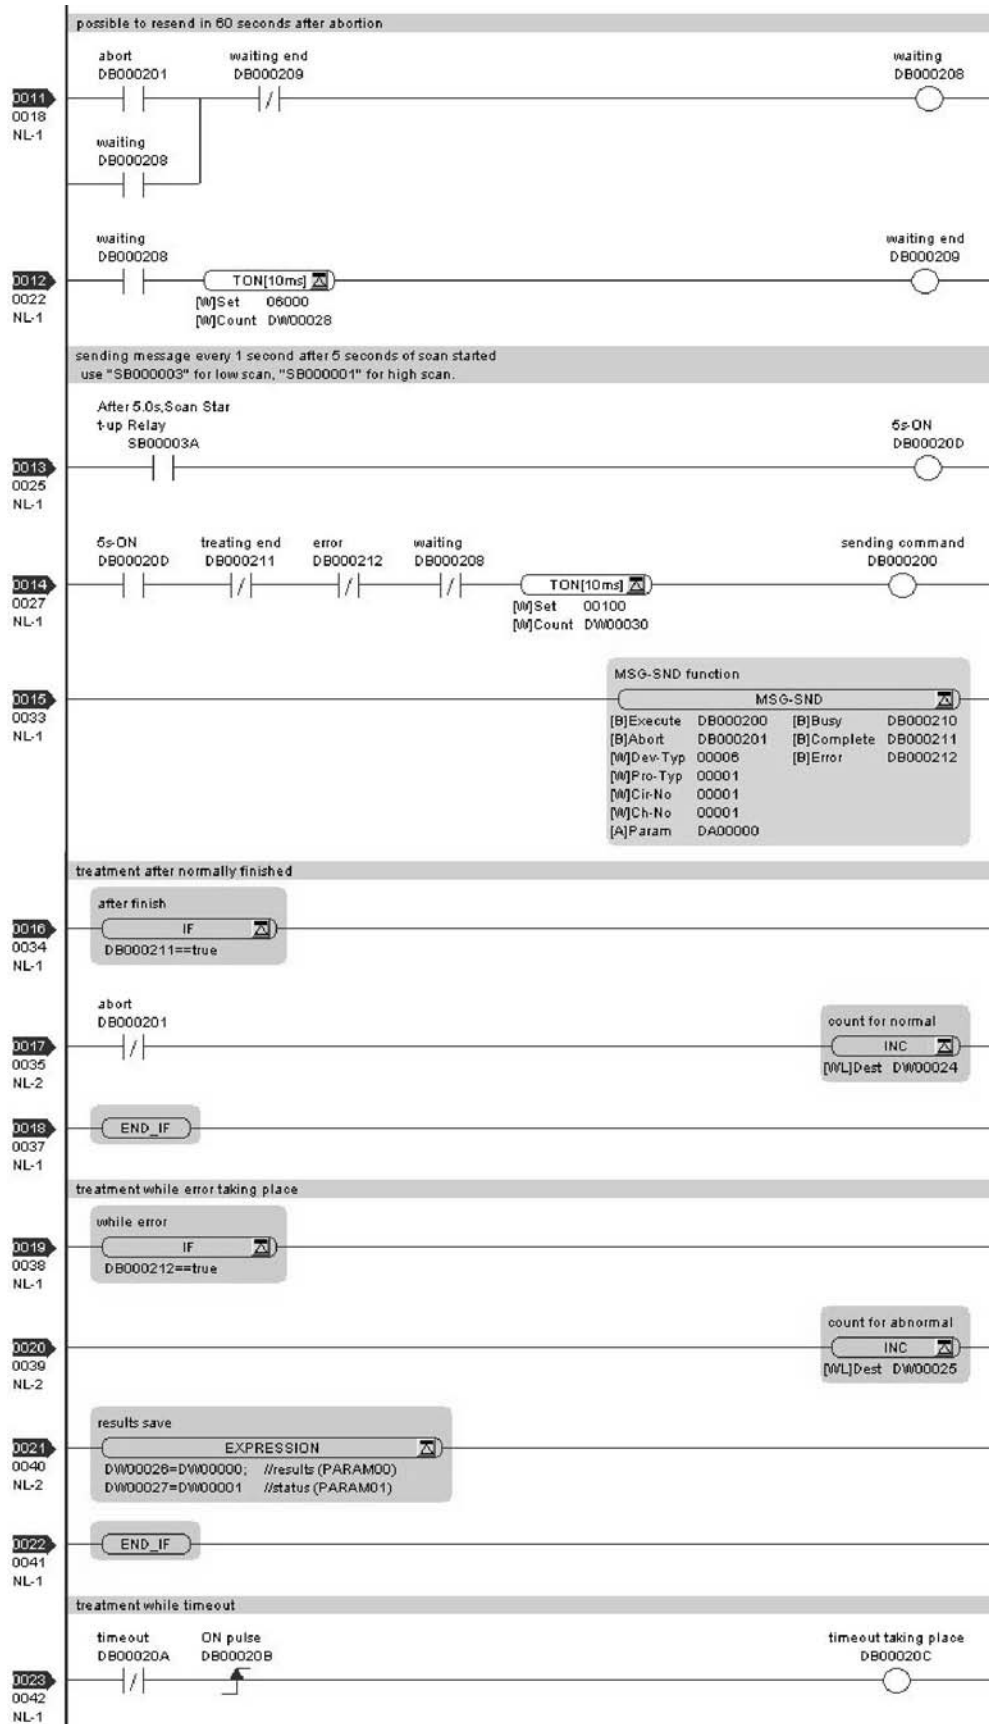 possible to resend in 60 seconds after abortion
abort waiting end waiting
DB000201 DB000209 DB000208
0011
0018
NL-1
waiting
DB000208
waiting waiting end
DB000208 DB000209
0012 TON[10ms]
0022 [W]Set 06000
NL-1 [W]Count DW00028
sending message every 1 second after 5 seconds of scan started
use "SB000003" for low scan, "SB000001" for high scan.
After 5.0s,Scan Star
t-up Relay 5s-ON
SB00003A DB00020D
0013
0025
NL-1
5s-ON treating end error waiting sending command
DB00020D DB000211 DB000212 DB000208 DB000200
0014 TON[10ms]
0027 [W]Set 00100
NL-1 [W]Count DW00030
MSG-SND function
0015 MSG-SND
0033 [B]Execute DB000200 [B]Busy DB000210
NL-1 [B]Abort DB000201 [B]Complete DB000211
[W]Dev-Typ 00006 [B]Error DB000212
[W]Pro-Typ 00001
[W]Cir-No 00001
[W]Ch-No 00001
[A]Param DA00000
treatment after normally finished
after finish
0016 IF
0034 DB000211==true
NL-1
abort
DB000201 count for normal
0017 INC
0035 [WL]Dest DW00024
NL-2
0018 END_IF
0037
NL-1
treatment while error taking place
while error
0019 IF
0038 DB000212==true
NL-1
count for abnormal
0020 INC
0039 [WL]Dest DW00025
NL-2
results save
0021 EXPRESSION
0040 DW00026=DW00000; //results (PARAM00)
NL-2 DW00027=DW00001 //status (PARAM01)
0022 END_IF
0041
NL-1
treatment while timeout
timeout ON pulse timeout taking place
DB00020A DB00020B DB00020C
0023
0042
NL-1